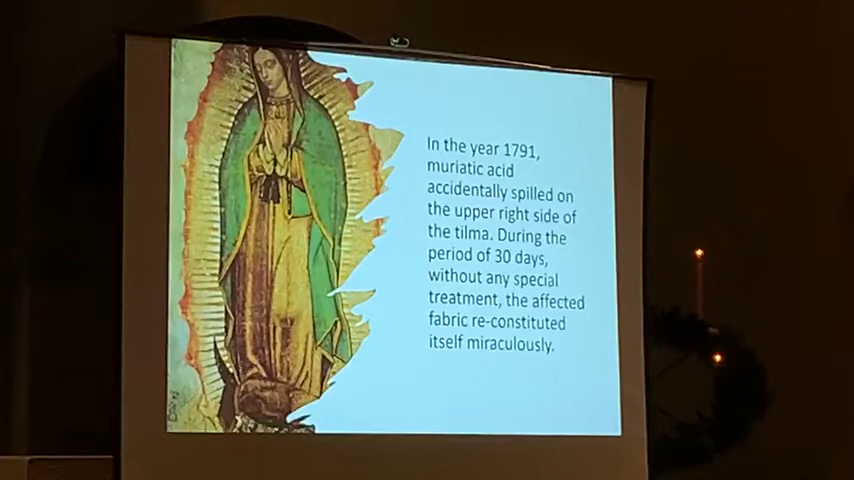 In the year 1791,
muriatic acid
accidentally spilled on
the upper right side of
the tilma. During the
period of 30 days,
without any special
treatment, the affected
fabric re-constituted
itself miraculously.